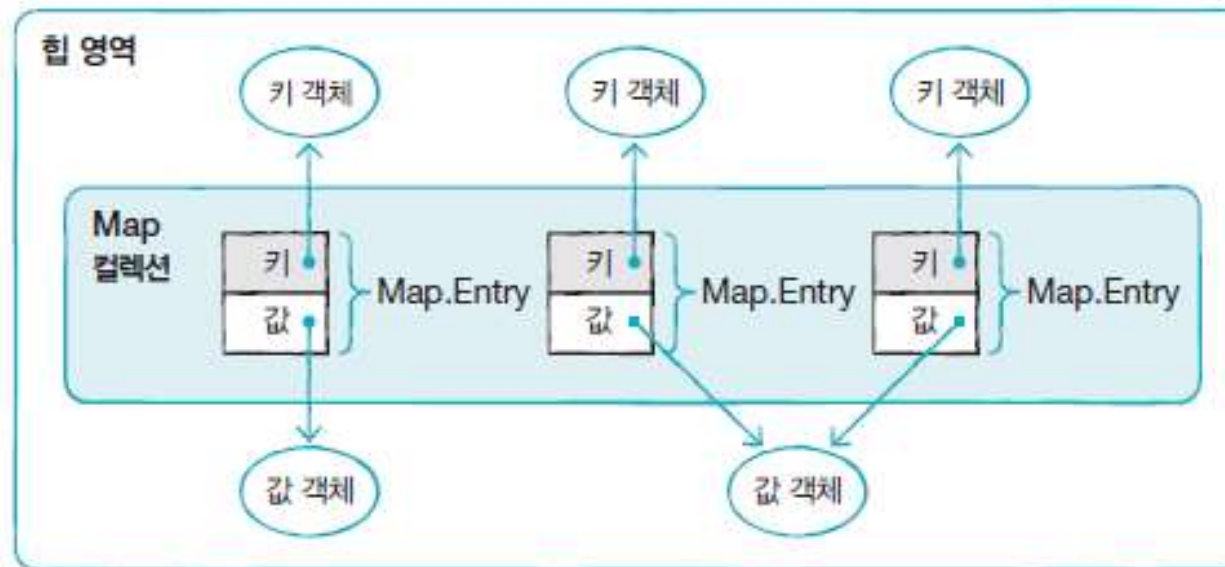 힙 영역
키 객체
키 객체
키 객체
Map
컬렉션
키
값
Map.Entry
키
값
Map.Entry
키
값
Map.Entry
값 객체
값 객체